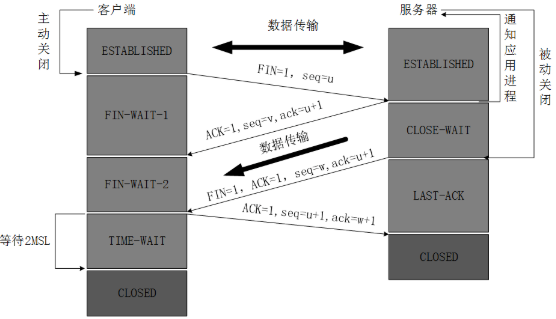 客户端
服务器
主动关闭
数据传输
通知应用进程
被动关闭
ESTABLISHED
ESTABLISHED
FIN=1, seq=u
FIN-WAIT-1
ACK=1,seq=v,ack=u+1
CLOSE-WAIT
数据传输
FIN-WAIT-2
FIN=1, ACK=1, seq=w,ack=u+1
LAST-ACK
ACK=1,seq=u+1,ack=w+1
等待2MSL
TIME-WAIT
CLOSED
CLOSED